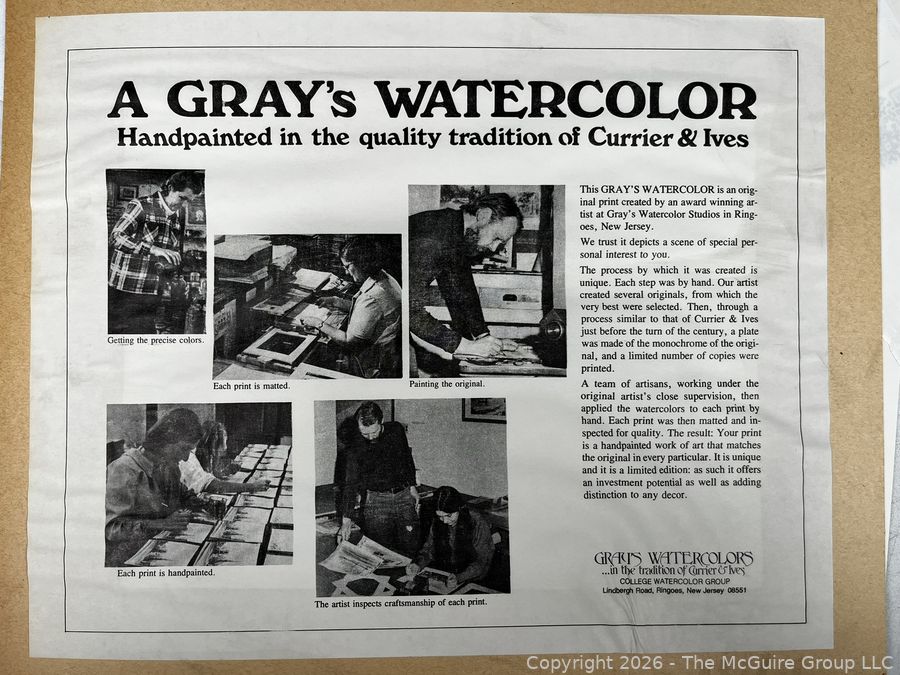 A GRAY's WATERCOLOR
Handpainted in the quality tradition of Currier & Ives
Getting the precise colors.
Each print is matted.
Painting the original.
Each print is handpainted.
The artist inspects craftsmanship of each print.
This GRAY'S WATERCOLOR is an orig-
inal print created by an award winning ar-
tist at Gray's Watercolor Studios in Ring-
oes, New Jersey.
We trust it depicts a scene of special per-
sonal interest to you.
The process by which it was created is
unique. Each step was by hand. Our artist
created several originals, from which the
very best were selected. Then, through a
process similar to that of Currier & Ives
just before the turn of the century, a plate
was made of the monochrome of the origi-
nal, and a limited number of copies were
printed.
A team of artisans, working under the
original artist's close supervision, then
applied the watercolors to each print by
hand. Each print was then matted and in-
spected for quality. The result: Your print
is a handpainted work of art that matches
the original in every particular. It is unique
and it is a limited edition: as such it offers
an investment potential as well as adding
distinction to any decor.
GRAY'S WATERCOLORS
...in the tradition of Currier & Ives
COLLEGE WATERCOLOR GROUP
Lindbergh Road, Ringoes, New Jersey 08551
Copyright 2026 - The McGuire Group LLC